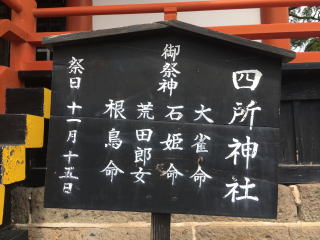 四所神社
御祭神
大雀命
石姫命
荒田郎女
根鳥命
祭日 十一月十五日